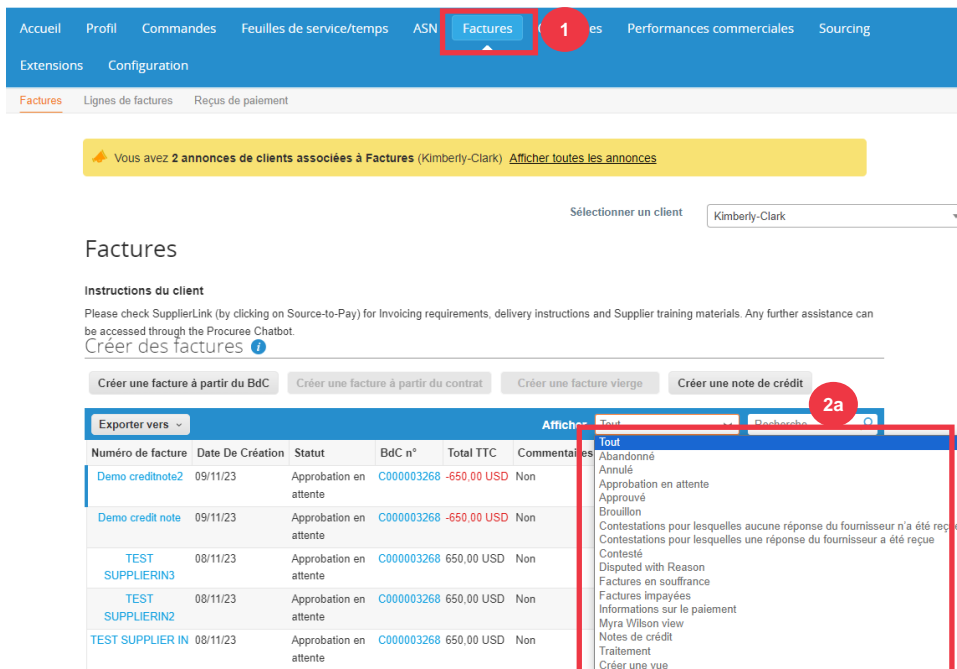 Accueil Profil Commandes Feuilles de service/temps ASN Factures 1 es Performances commerciales Sourcing
Extensions Configuration
Factures Lignes de factures Reçus de paiement
Vous avez 2 annonces de clients associées à Factures (Kimberly-Clark) Afficher toutes les annonces
Sélectionner un client Kimberly-Clark
Factures
Instructions du client
Please check SupplierLink (by clicking on Source-to-Pay) for Invoicing requirements, delivery instructions and Supplier training materials. Any further assistance can
be accessed through the Procuree Chatbot.
Créer des factures i
Créer une facture à partir du BdC Créer une facture à partir du contrat Créer une facture vierge Créer une note de crédit
2a
Exporter vers Afficher Tout Recherche
Numéro de facture Date De Création Statut BdC n° Total TTC Commentaires
Demo creditnote2 09/11/23 Approbation en C000003268 -650,00 USD Non
attente
Demo credit note 09/11/23 Approbation en C000003268 -650,00 USD Non
attente
TEST 08/11/23 Approbation en C000003268 650,00 USD Non
SUPPLIERIN3 attente
TEST 08/11/23 Approbation en C000003268 650,00 USD Non
SUPPLIERIN2 attente
TEST SUPPLIER IN 08/11/23 Approbation en C000003268 650,00 USD Non
attente
Tout
Abandonné
Annulé
Approbation en attente
Approuvé
Brouillon
Contestations pour lesquelles aucune réponse du fournisseur n'a été reçue
Contestations pour lesquelles une réponse du fournisseur a été reçue
Contesté
Disputed with Reason
Factures en souffrance
Factures impayées
Informations sur le paiement
Myra Wilson view
Notes de crédit
Traitement
Créer une vue